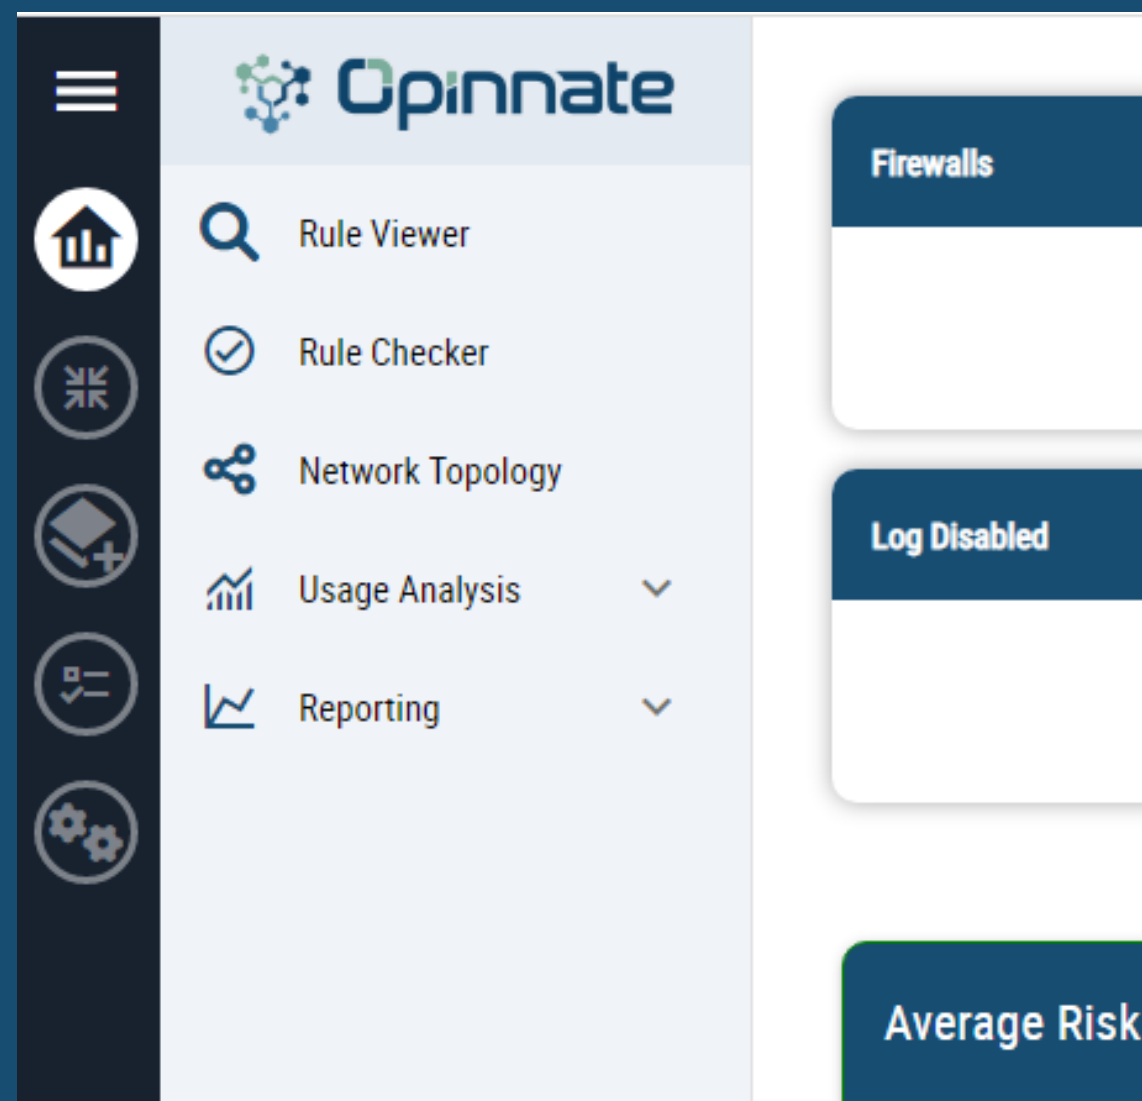 Opinnate
Rule Viewer
Rule Checker
Network Topology
Usage Analysis
Reporting
Firewalls
Log Disabled
Average Risk